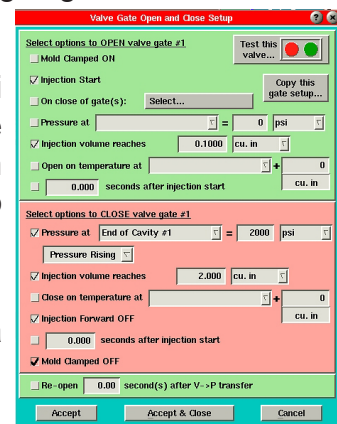 Valve Gate Open and Close Setup
Select options to OPEN valve gate #1
Test this
valve...
Mold Clamped ON
Injection Start
Copy this
gate setup...
On close of gate(s): Select...
Pressure at = 0 psi
Injection volume reaches 0.1000 cu. in
Open on temperature at + 0
cu. in
0.000 seconds after injection start
Select options to CLOSE valve gate #1
Pressure at End of Cavity #1 = 2000 psi
Pressure Rising
Injection volume reaches 2.000 cu. in
Close on temperature at + 0
Injection Forward OFF cu. in
0.000 seconds after injection start
Mold Clamped OFF
Re-open 0.00 second(s) after V->P transfer
Accept Accept & Close Cancel